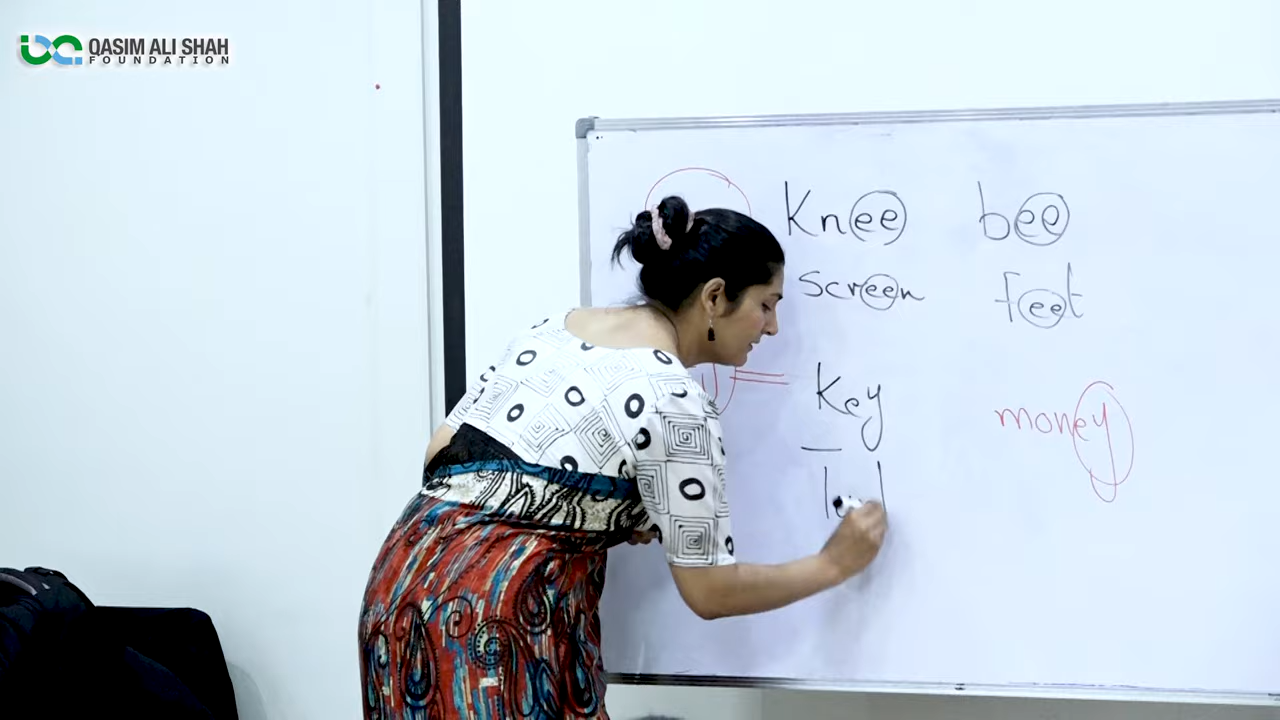 QASIM ALI SHAH
FOUNDATION
Knee bee
screen feet
= Key money